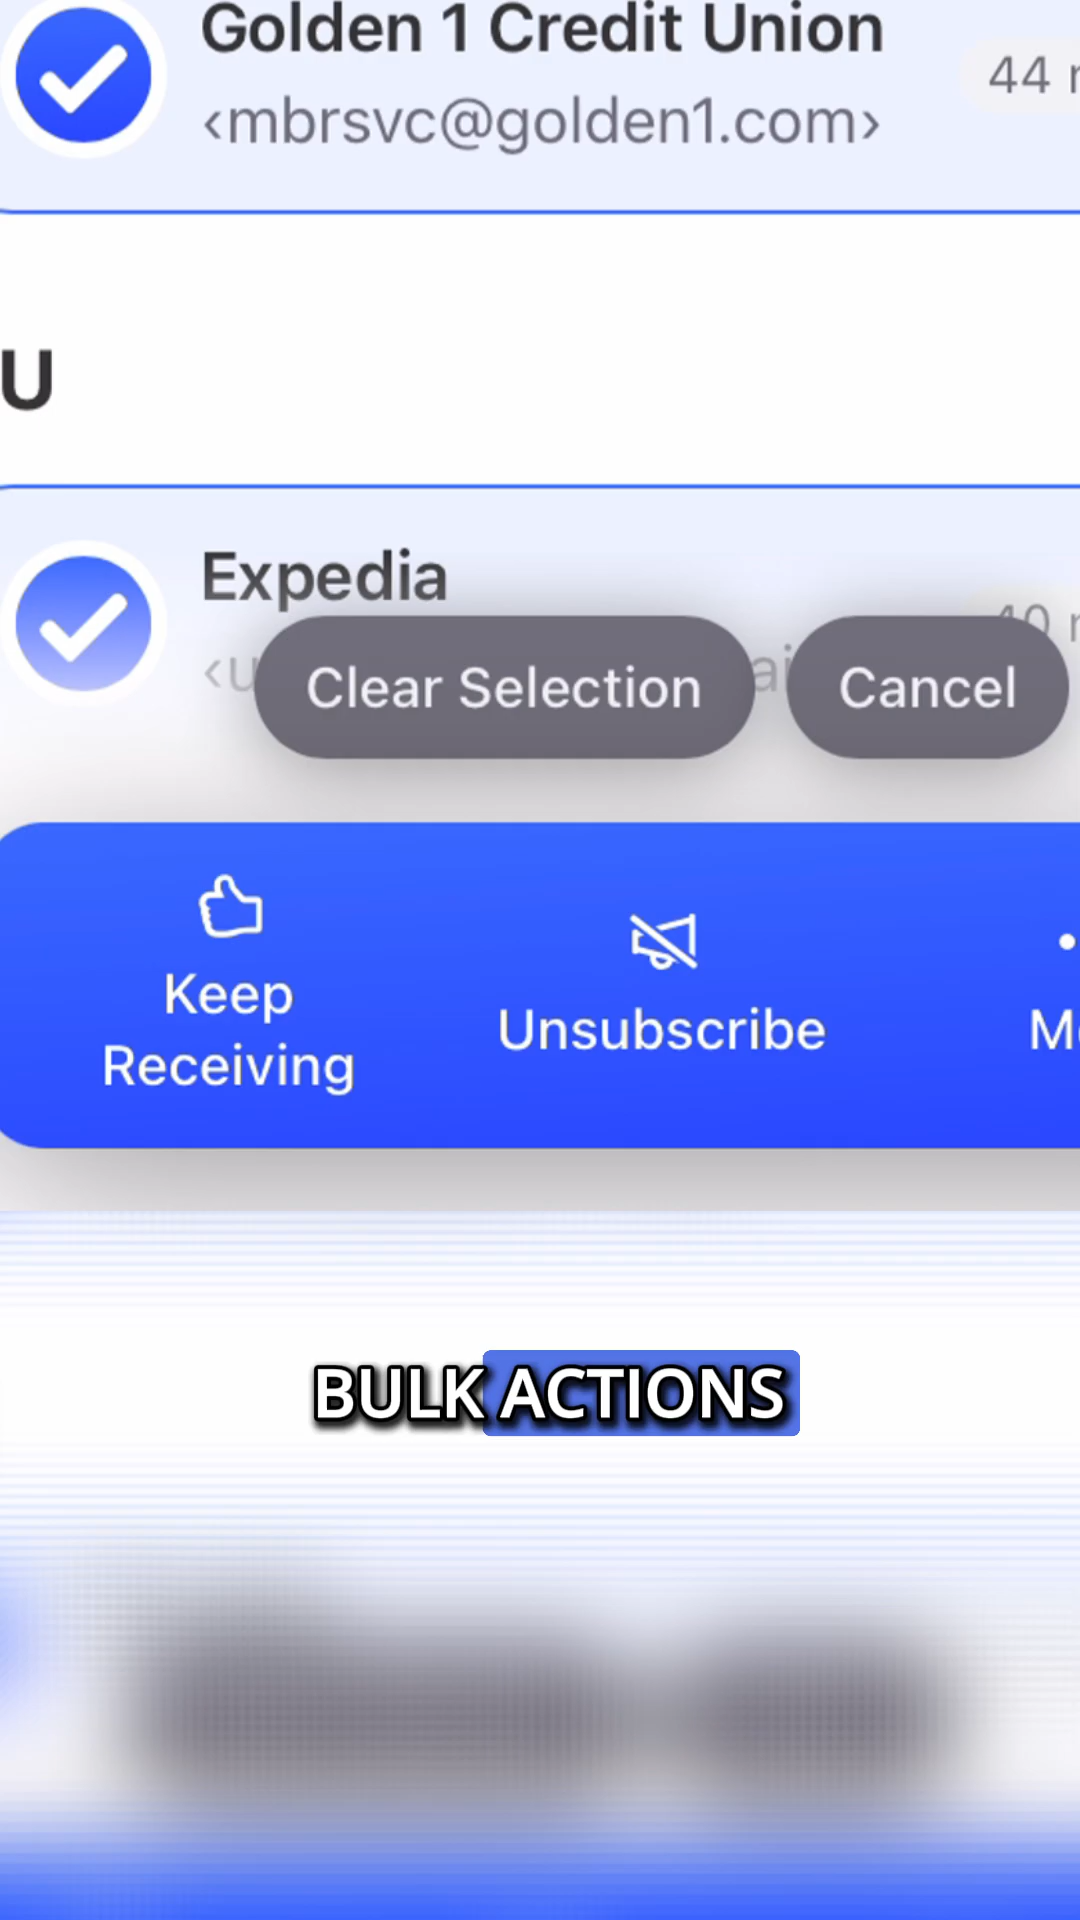 Golden 1 Credit Union
44
‹mbrsvc@golden1.com›
U
Expedia
Clear Selection
Cancel
Keep
Receiving
Unsubscribe
BULK ACTIONS